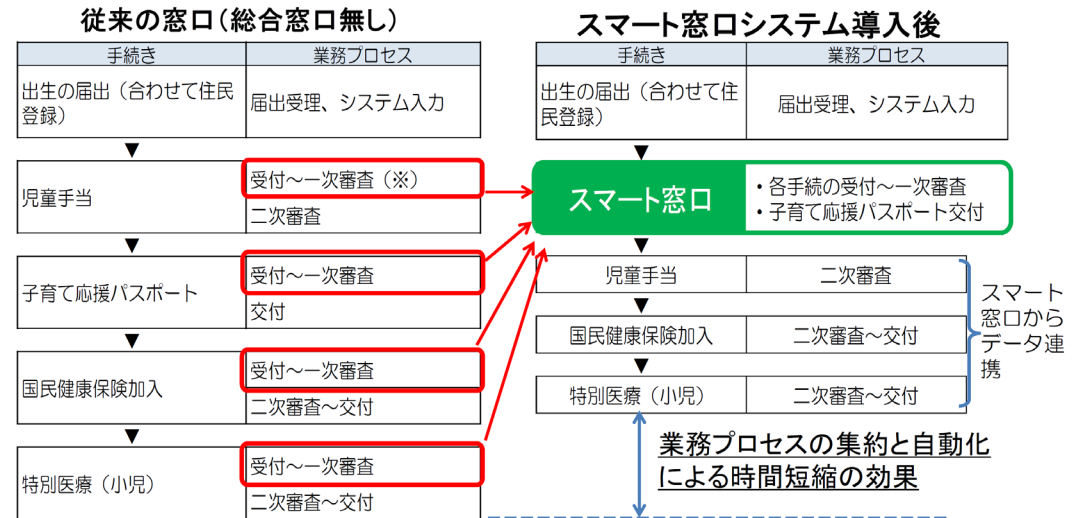 従来の窓口（総合窓口無し）
手続き
業務プロセス
出生の届出（合わせて住民
登録）
届出受理、システム入力
▼
児童手当
受付～一次審査（※）
二次審査
▼
子育て応援パスポート
受付～一次審査
交付
▼
国民健康保険加入
受付～一次審査
二次審査～交付
▼
特別医療（小児）
受付～一次審査
二次審査～交付
スマート窓口システム導入後
手続き
業務プロセス
出生の届出（合わせて住
民登録）
届出受理、システム入力
▼
スマート窓口
・各手続の受付～一次審査
・子育て応援パスポート交付
▼
児童手当
二次審査
▼
国民健康保険加入
二次審査～交付
▼
特別医療（小児）
二次審査～交付
スマート
窓口から
データ連
携
業務プロセスの集約と自動化
による時間短縮の効果